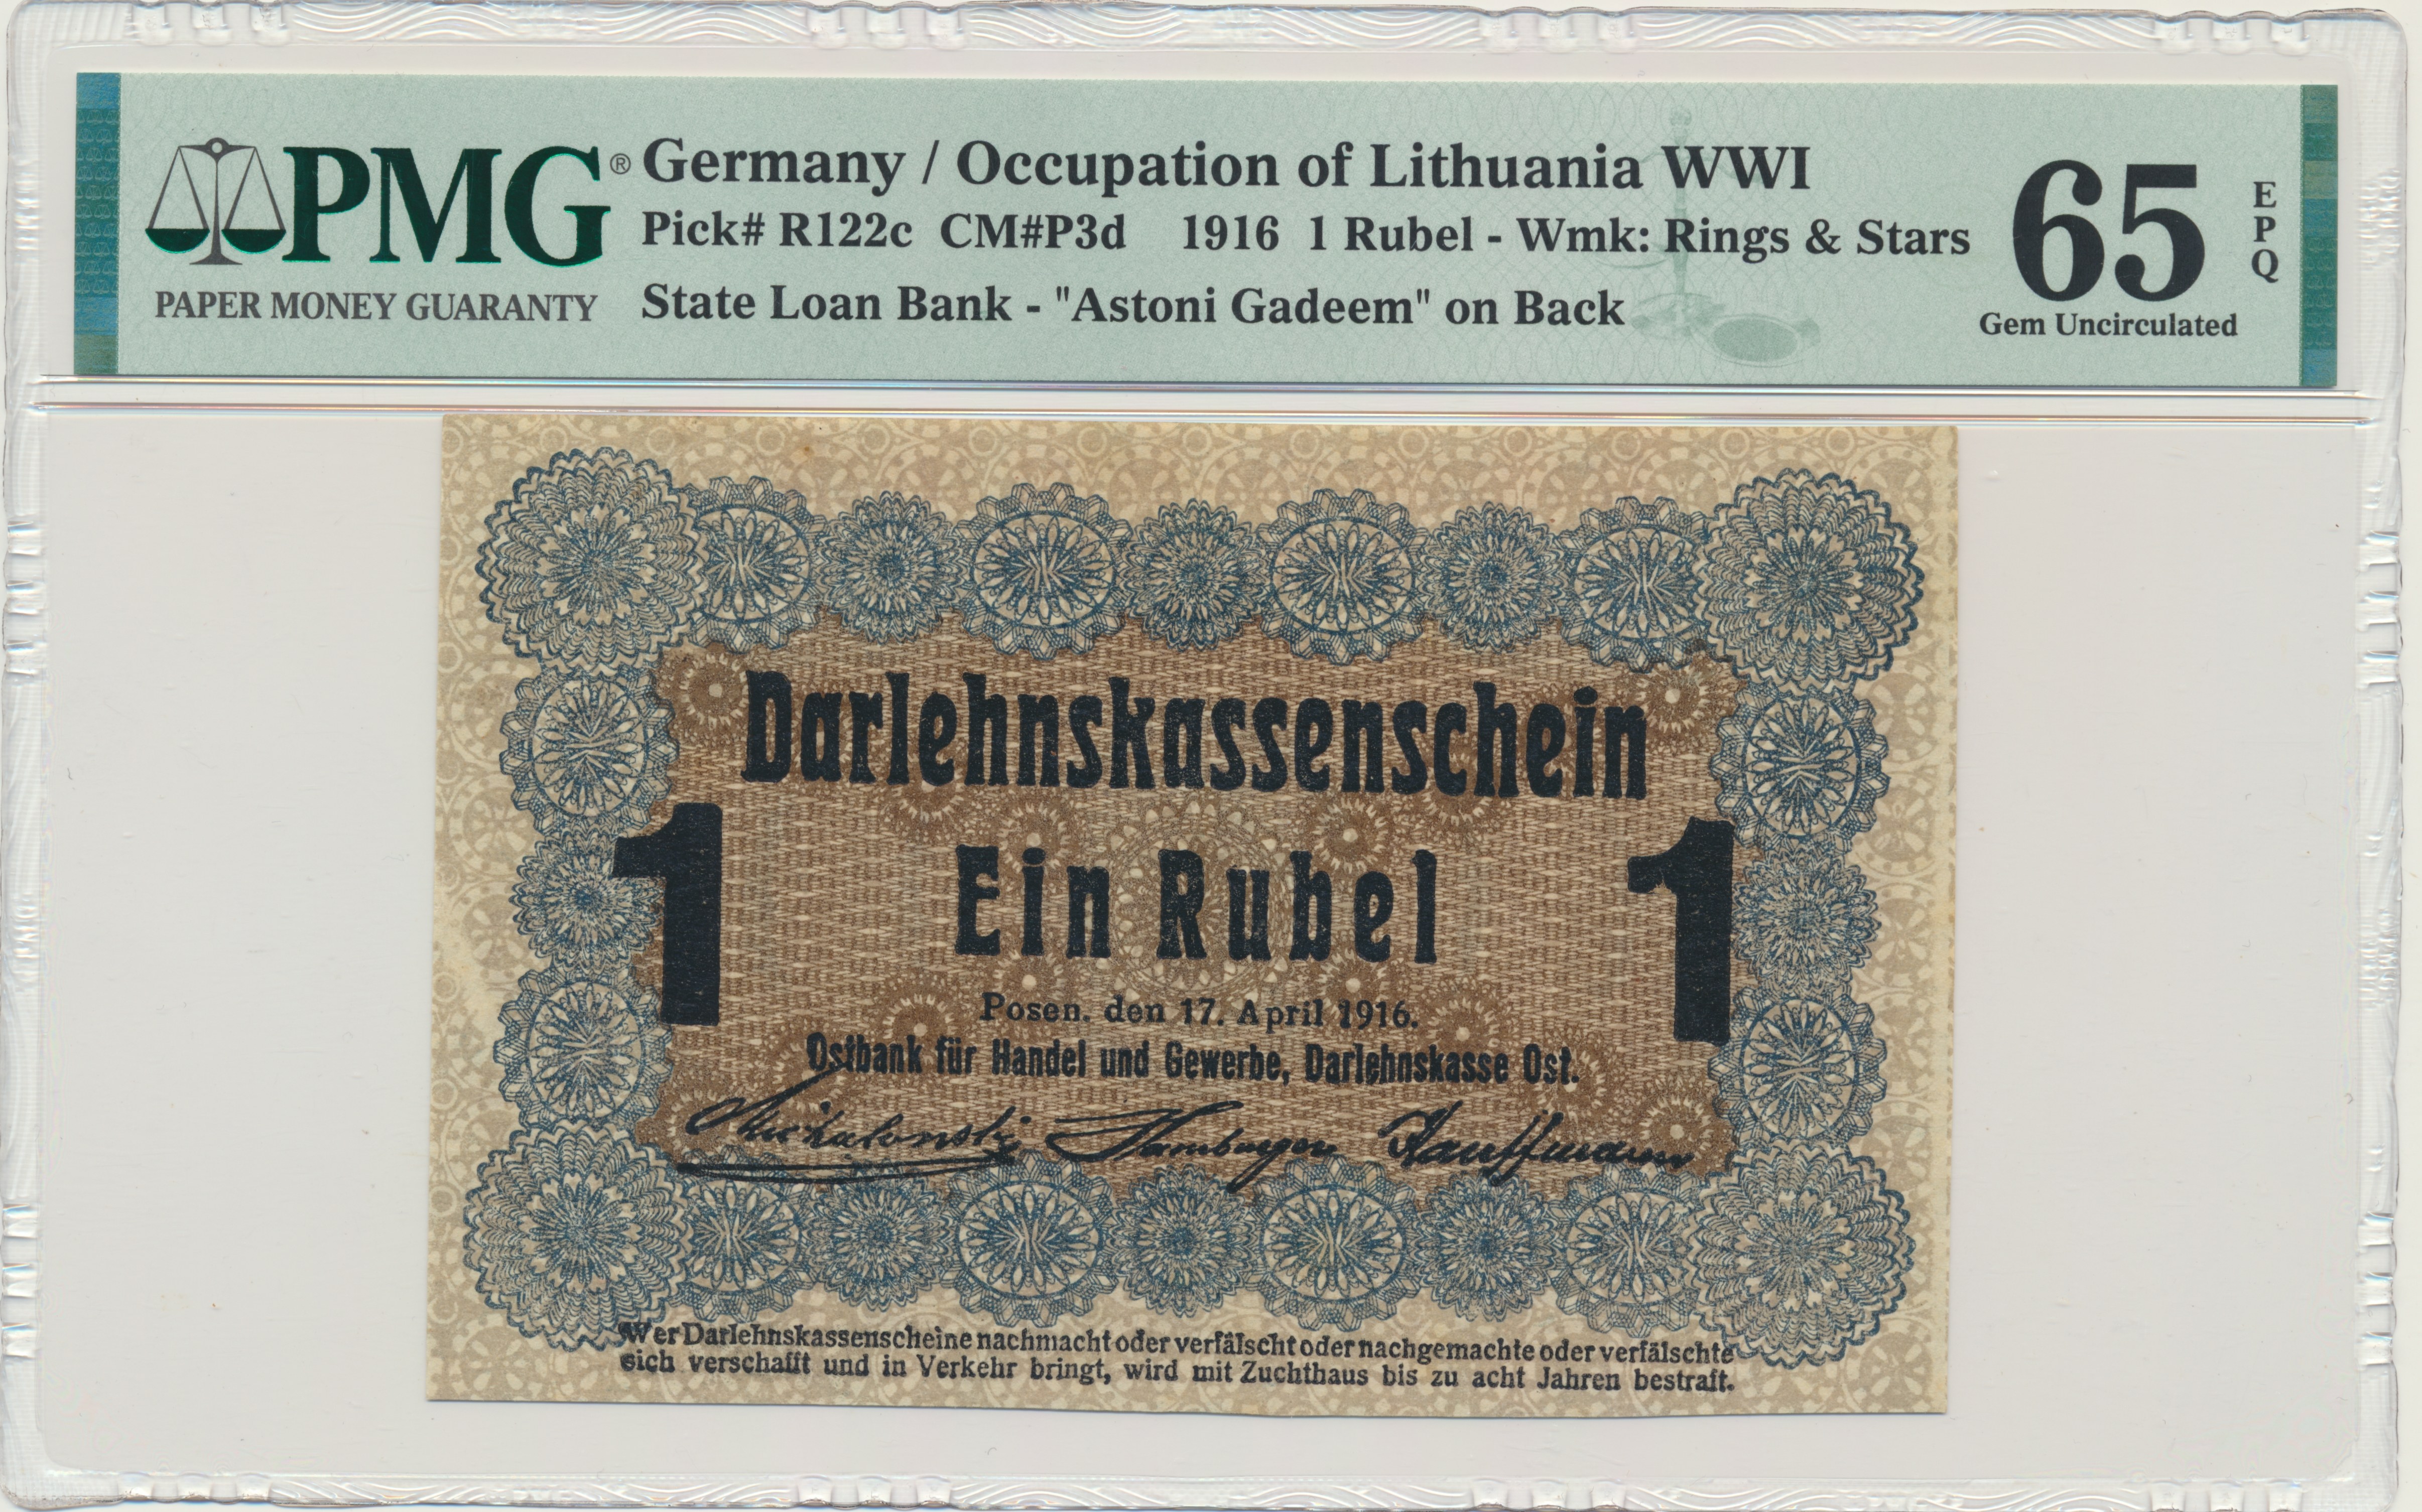 PMG®
PAPER MONEY GUARANTY
Germany / Occupation of Lithuania WWI
Pick# R122c CM#P3d 1916 1 Rubel - Wmk: Rings & Stars
State Loan Bank - "Astoni Gadeem" on Back
65
EPQ
Gem Uncirculated
Darlehnskassenschein
1 Ein Rubel 1
Posen. den 17. April 1916.
Ostbank für Handel und Gewerbe, Darlehnskasse Ost.
Michalowsky Hamburger Kauffmann
Wer Darlehnskassenscheine nachmacht oder verfälscht oder nachgemachte oder verfälschte
sich verschafft und in Verkehr bringt, wird mit Zuchthaus bis zu acht Jahren bestraft.